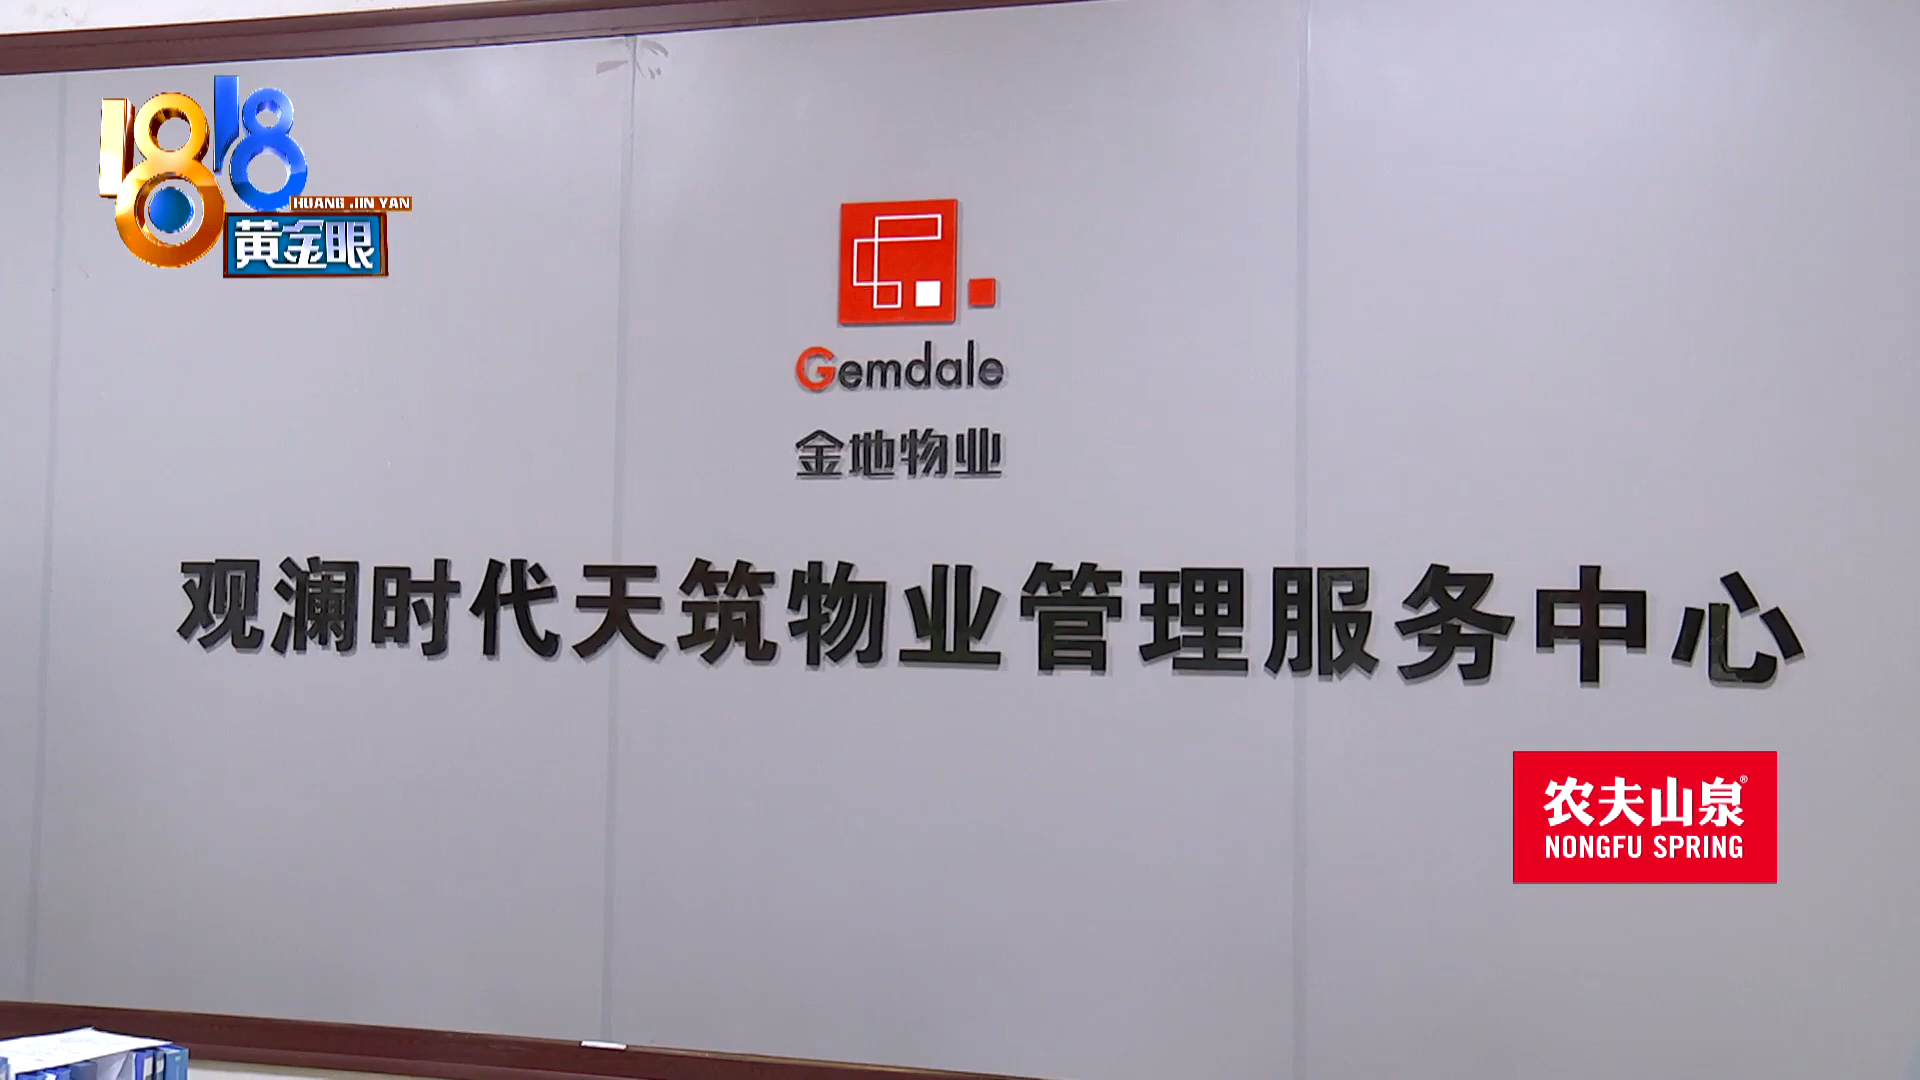 1818
HUANG JIN YAN
黄金眼
Gemdale
金地物业
观澜时代天筑物业管理服务中心
农夫山泉®
NONGFU SPRING